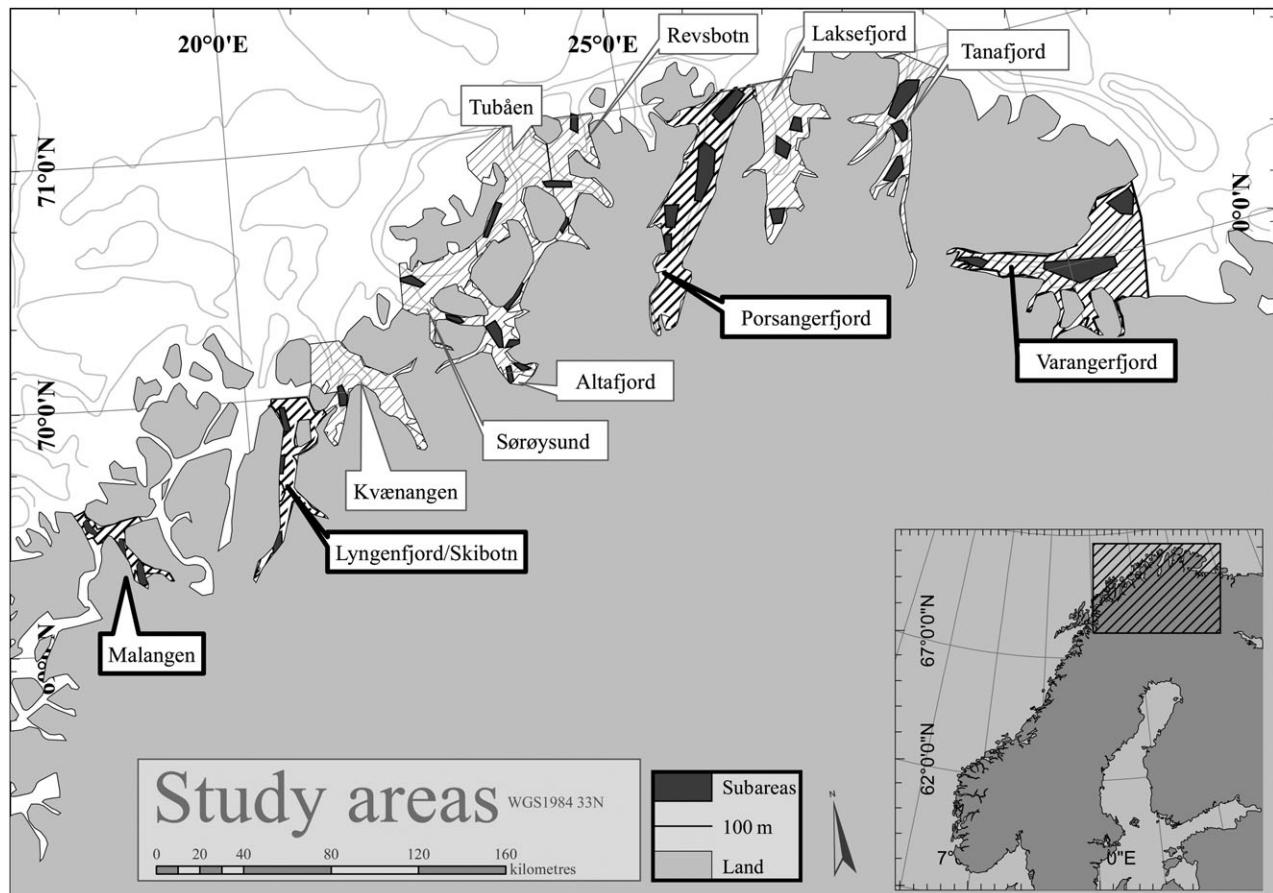 20°0'E
25°0'E
Revsbotn
Laksefjord
Tanafjord
Tubåen
71°0'N
0°0'N
Porsangerfjord
Varangerfjord
Altafjord
70°0'N
Sørøysund
Kvænangen
Lyngenfjord/Skibotn
Malangen
67°0'0"N
62°0'0"N
7°
0"E
Study areas WGS1984 33N
0 20 40 80 120 160
kilometres
Subareas
100 m
Land
N